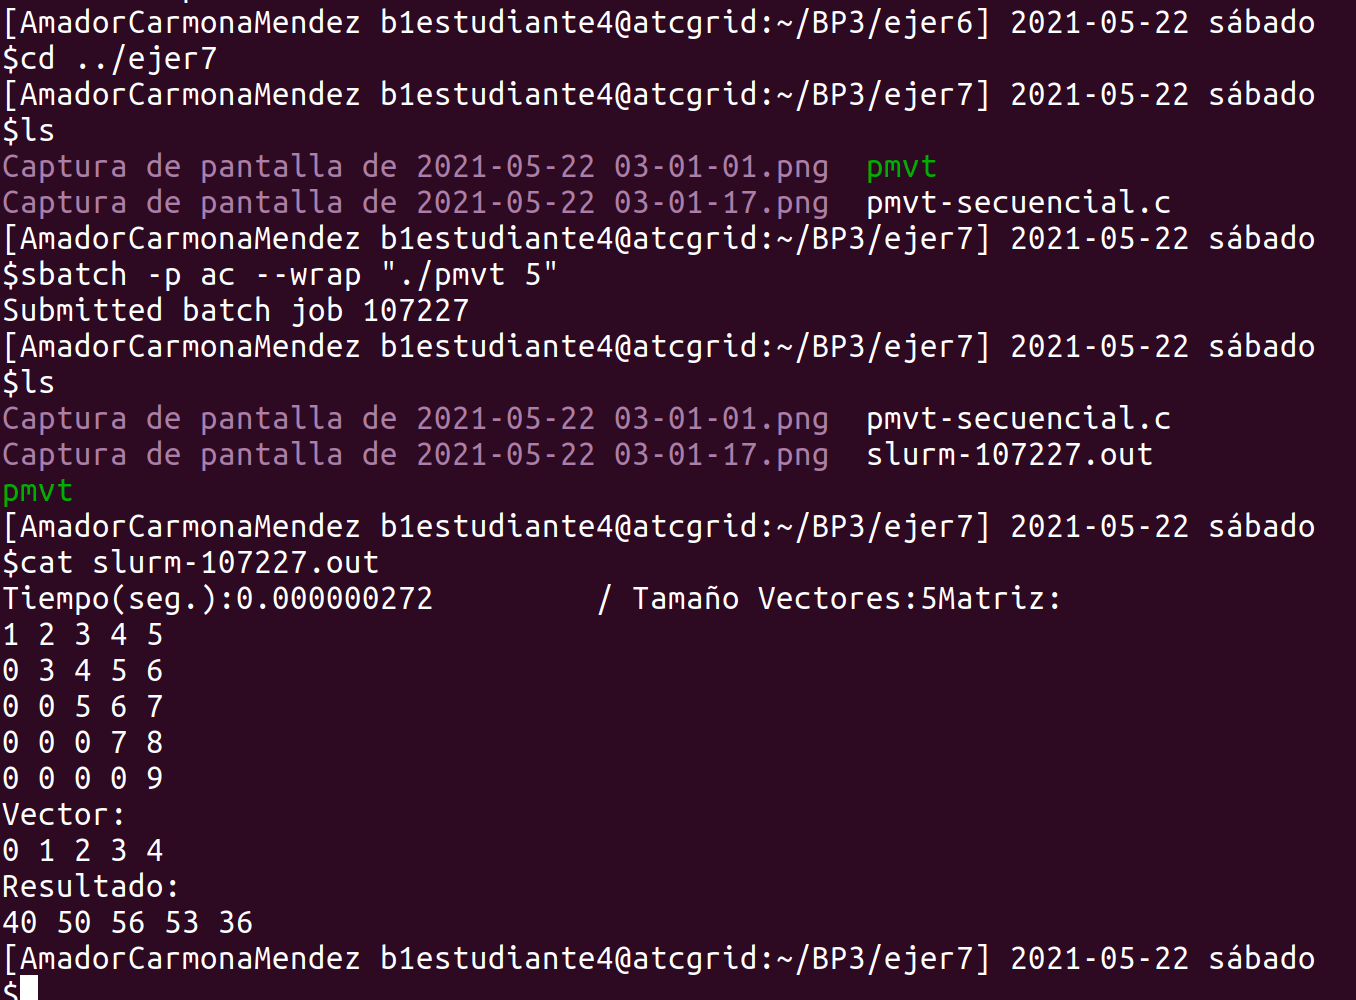 [AmadorCarmonaMendez b1estudiante4@atcgrid:~/BP3/ejer6] 2021-05-22 sábado
$cd ../ejer7
[AmadorCarmonaMendez b1estudiante4@atcgrid:~/BP3/ejer7] 2021-05-22 sábado
$ls
Captura de pantalla de 2021-05-22 03-01-01.png  pmvt
Captura de pantalla de 2021-05-22 03-01-17.png  pmvt-secuencial.c
[AmadorCarmonaMendez b1estudiante4@atcgrid:~/BP3/ejer7] 2021-05-22 sábado
$sbatch -p ac --wrap "./pmvt 5"
Submitted batch job 107227
[AmadorCarmonaMendez b1estudiante4@atcgrid:~/BP3/ejer7] 2021-05-22 sábado
$ls
Captura de pantalla de 2021-05-22 03-01-01.png  pmvt-secuencial.c
Captura de pantalla de 2021-05-22 03-01-17.png  slurm-107227.out
pmvt
[AmadorCarmonaMendez b1estudiante4@atcgrid:~/BP3/ejer7] 2021-05-22 sábado
$cat slurm-107227.out
Tiempo(seg.):0.000000272         / Tamaño Vectores:5Matriz:
1 2 3 4 5
0 3 4 5 6
0 0 5 6 7
0 0 0 7 8
0 0 0 0 9
Vector:
0 1 2 3 4
Resultado:
40 50 56 53 36
[AmadorCarmonaMendez b1estudiante4@atcgrid:~/BP3/ejer7] 2021-05-22 sábado
$